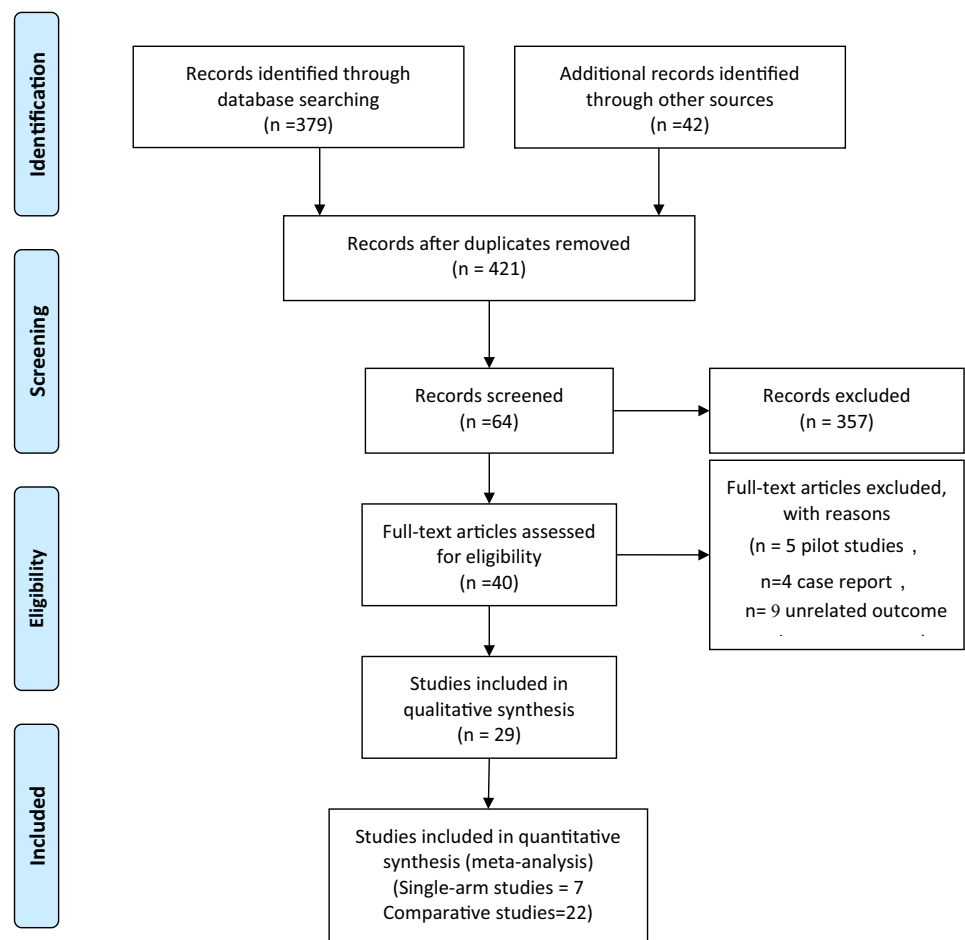 Identification
Records identified through
database searching
(n =379)
Additional records identified
through other sources
(n =42)
Records after duplicates removed
(n = 421)
Screening
Records screened
(n =64)
Records excluded
(n = 357)
Eligibility
Full-text articles assessed
for eligibility
(n =40)
Full-text articles excluded,
with reasons
(n = 5 pilot studies ,
n=4 case report ,
n= 9 unrelated outcome
Studies included in
qualitative synthesis
(n = 29)
Included
Studies included in quantitative
synthesis (meta-analysis)
(Single-arm studies = 7
Comparative studies=22)